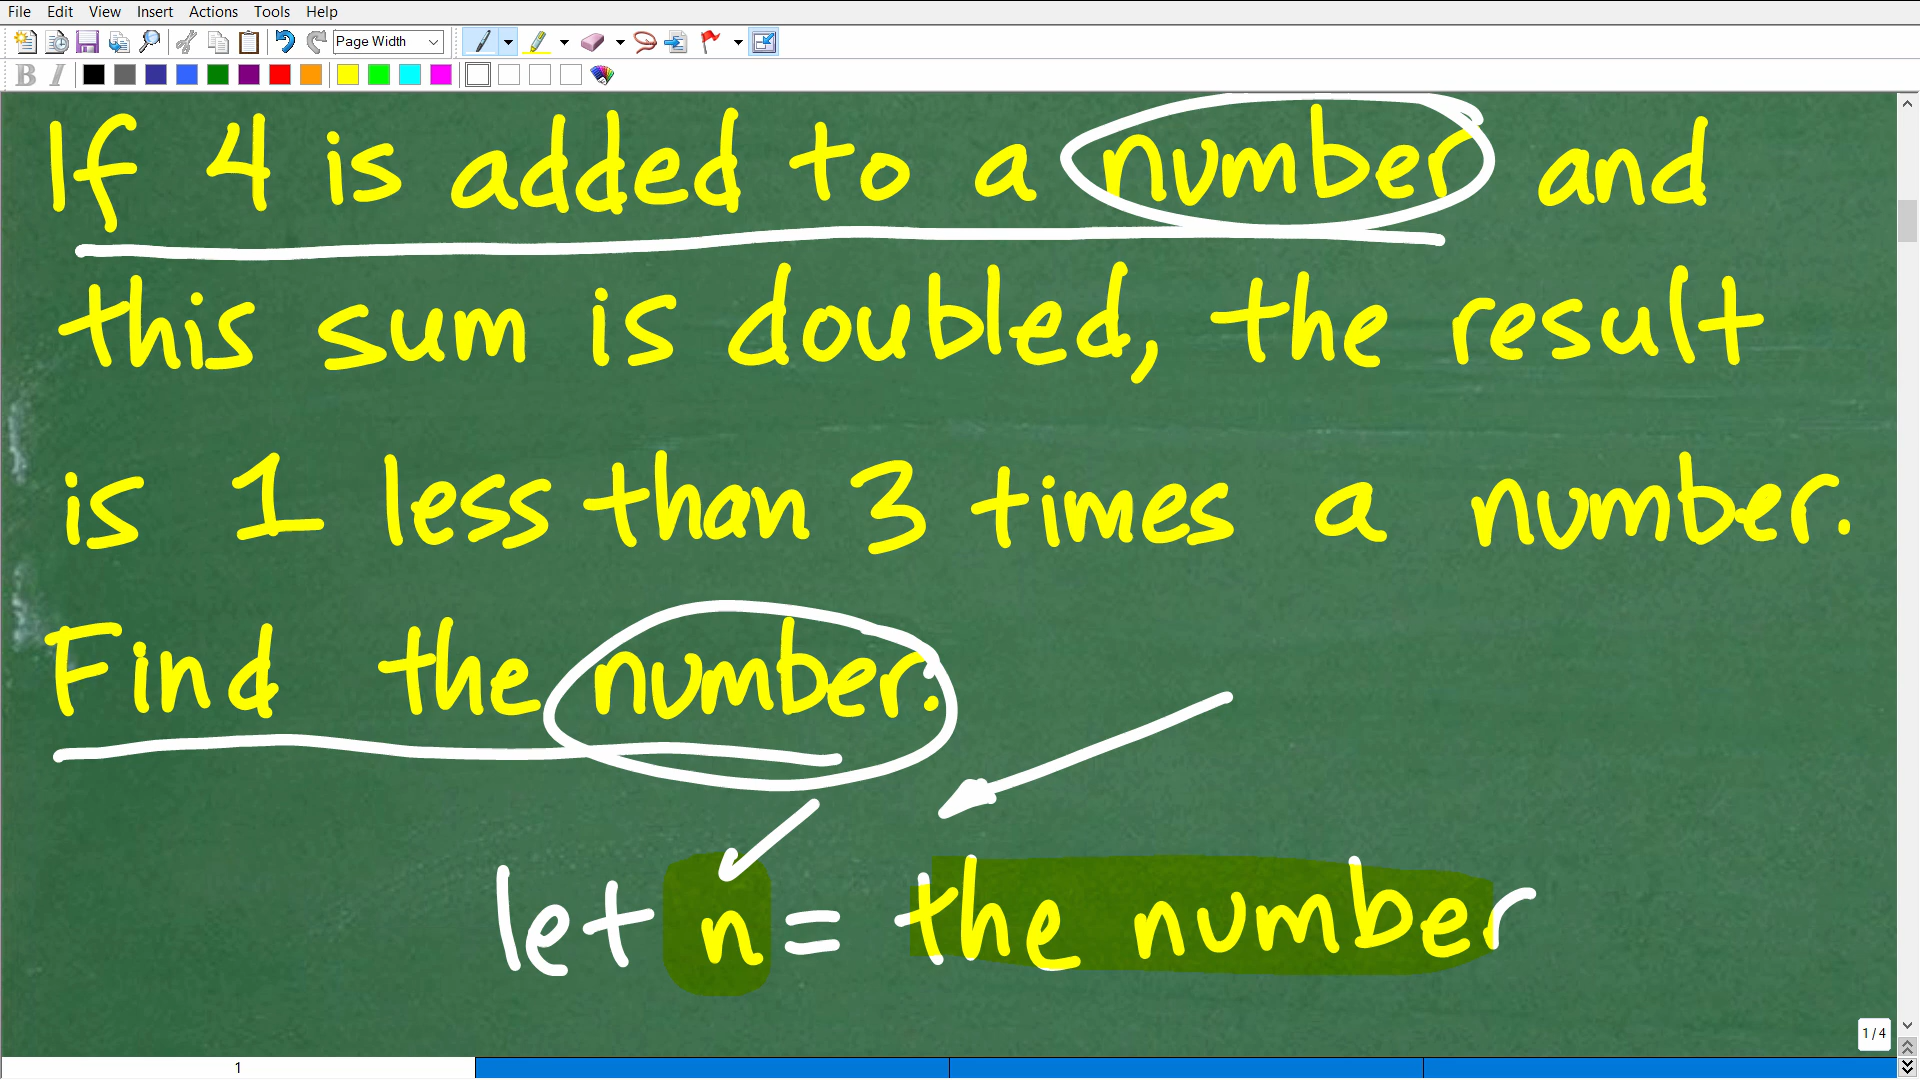 File Edit View Insert Actions Tools Help
Page Width
B I
If 4 is added to a number and
this sum is doubled, the result
is 1 less than 3 times a number.
Find the number.
let n = the number
1 / 4
1